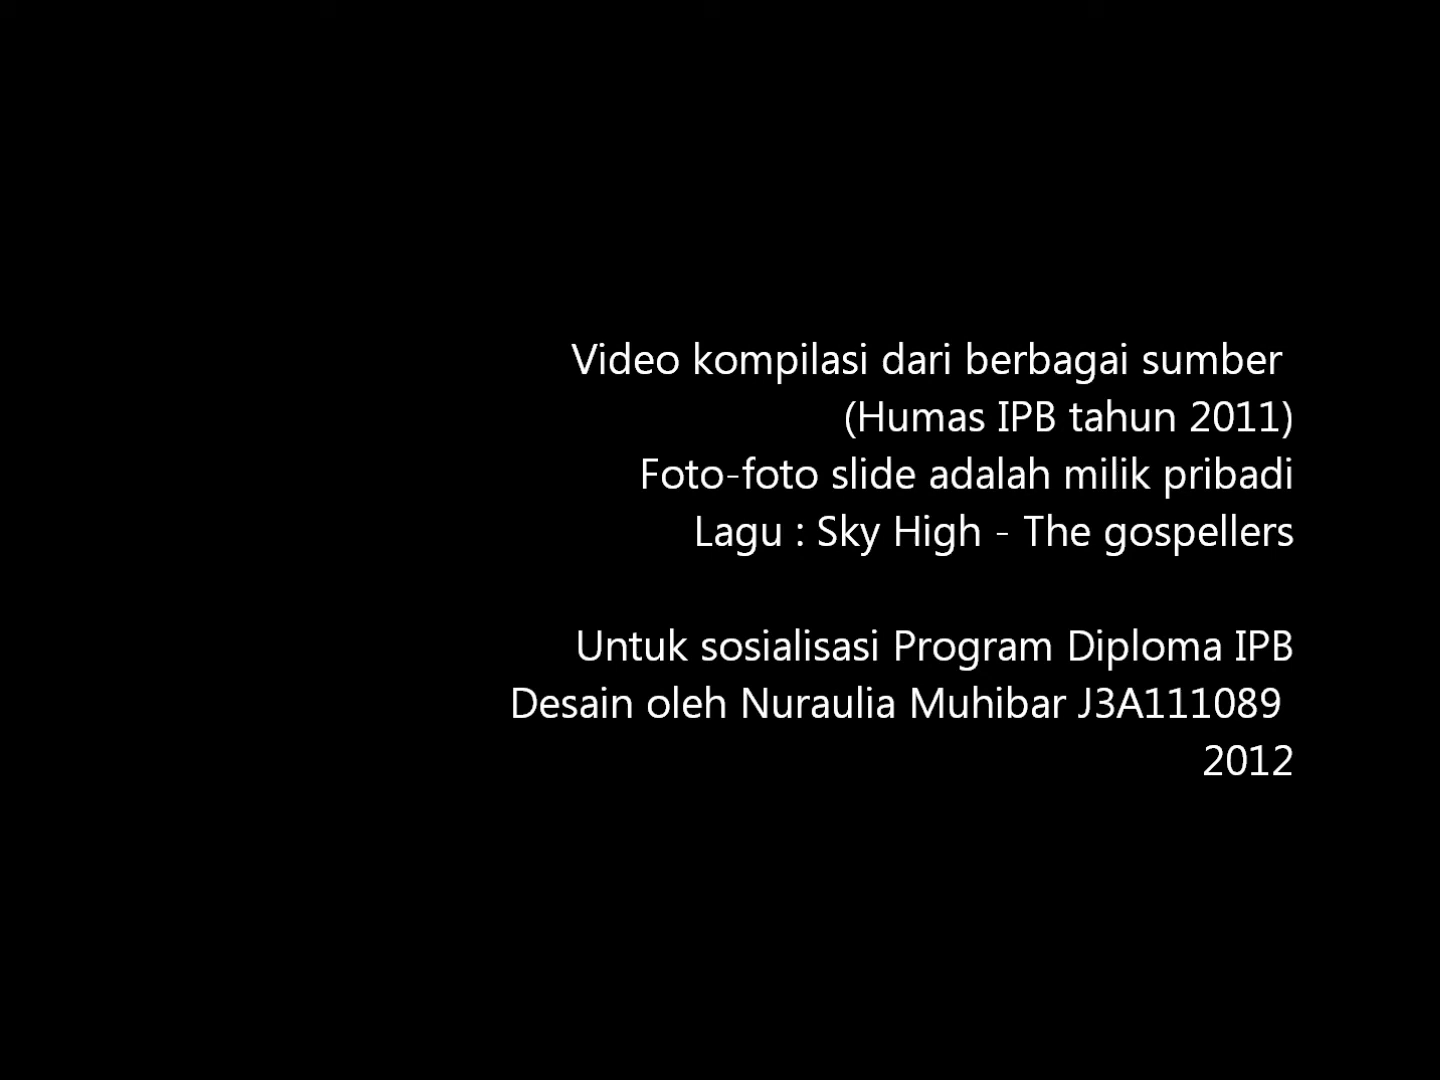 Video kompilasi dari berbagai sumber
(Humas IPB tahun 2011)
Foto-foto slide adalah milik pribadi
Lagu : Sky High - The gospellers
Untuk sosialisasi Program Diploma IPB
Desain oleh Nuraulia Muhibar J3A111089
2012